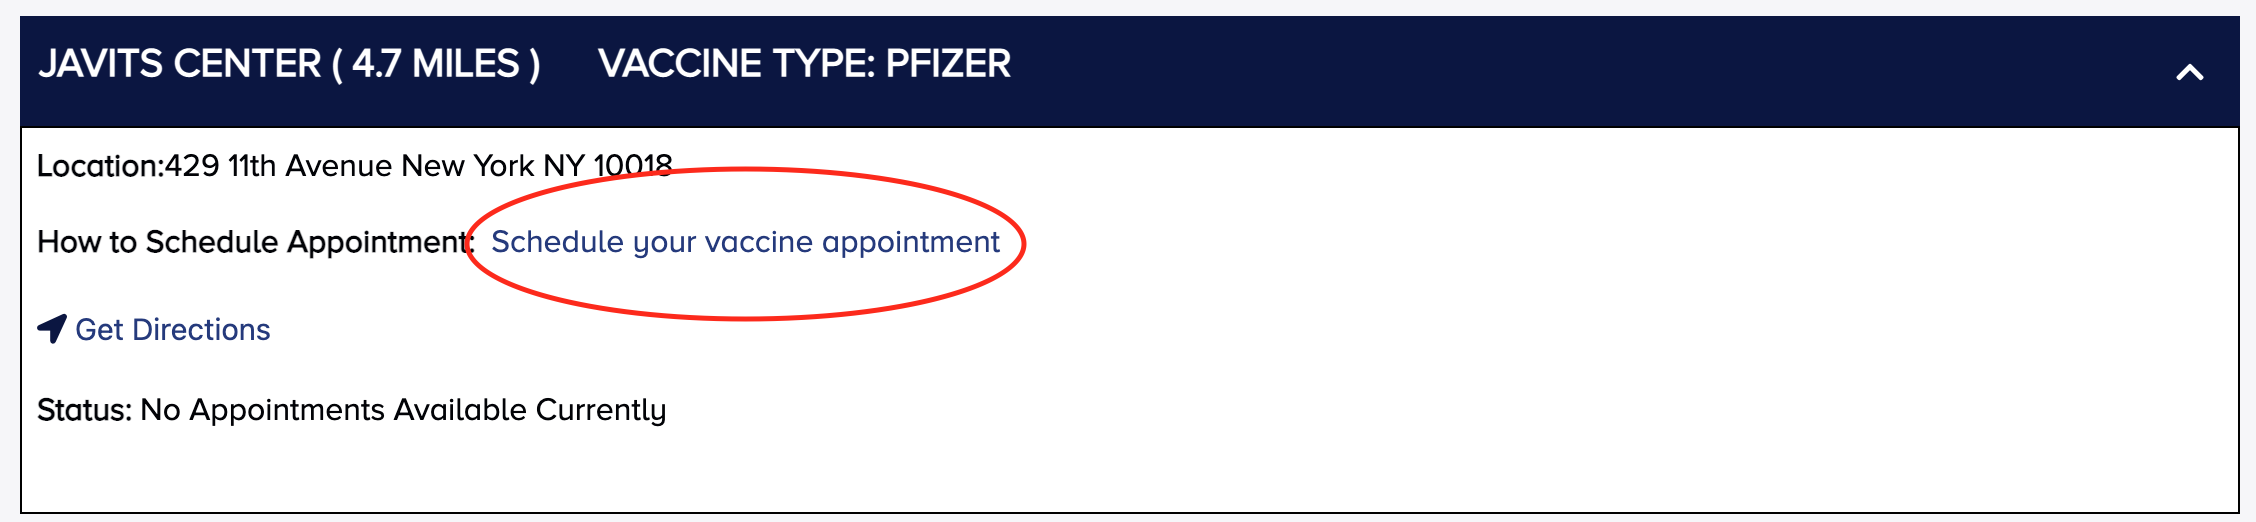 JAVITS CENTER ( 4.7 MILES ) VACCINE TYPE: PFIZER
Location:429 11th Avenue New York NY 10018
How to Schedule Appointment: Schedule your vaccine appointment
Get Directions
Status: No Appointments Available Currently